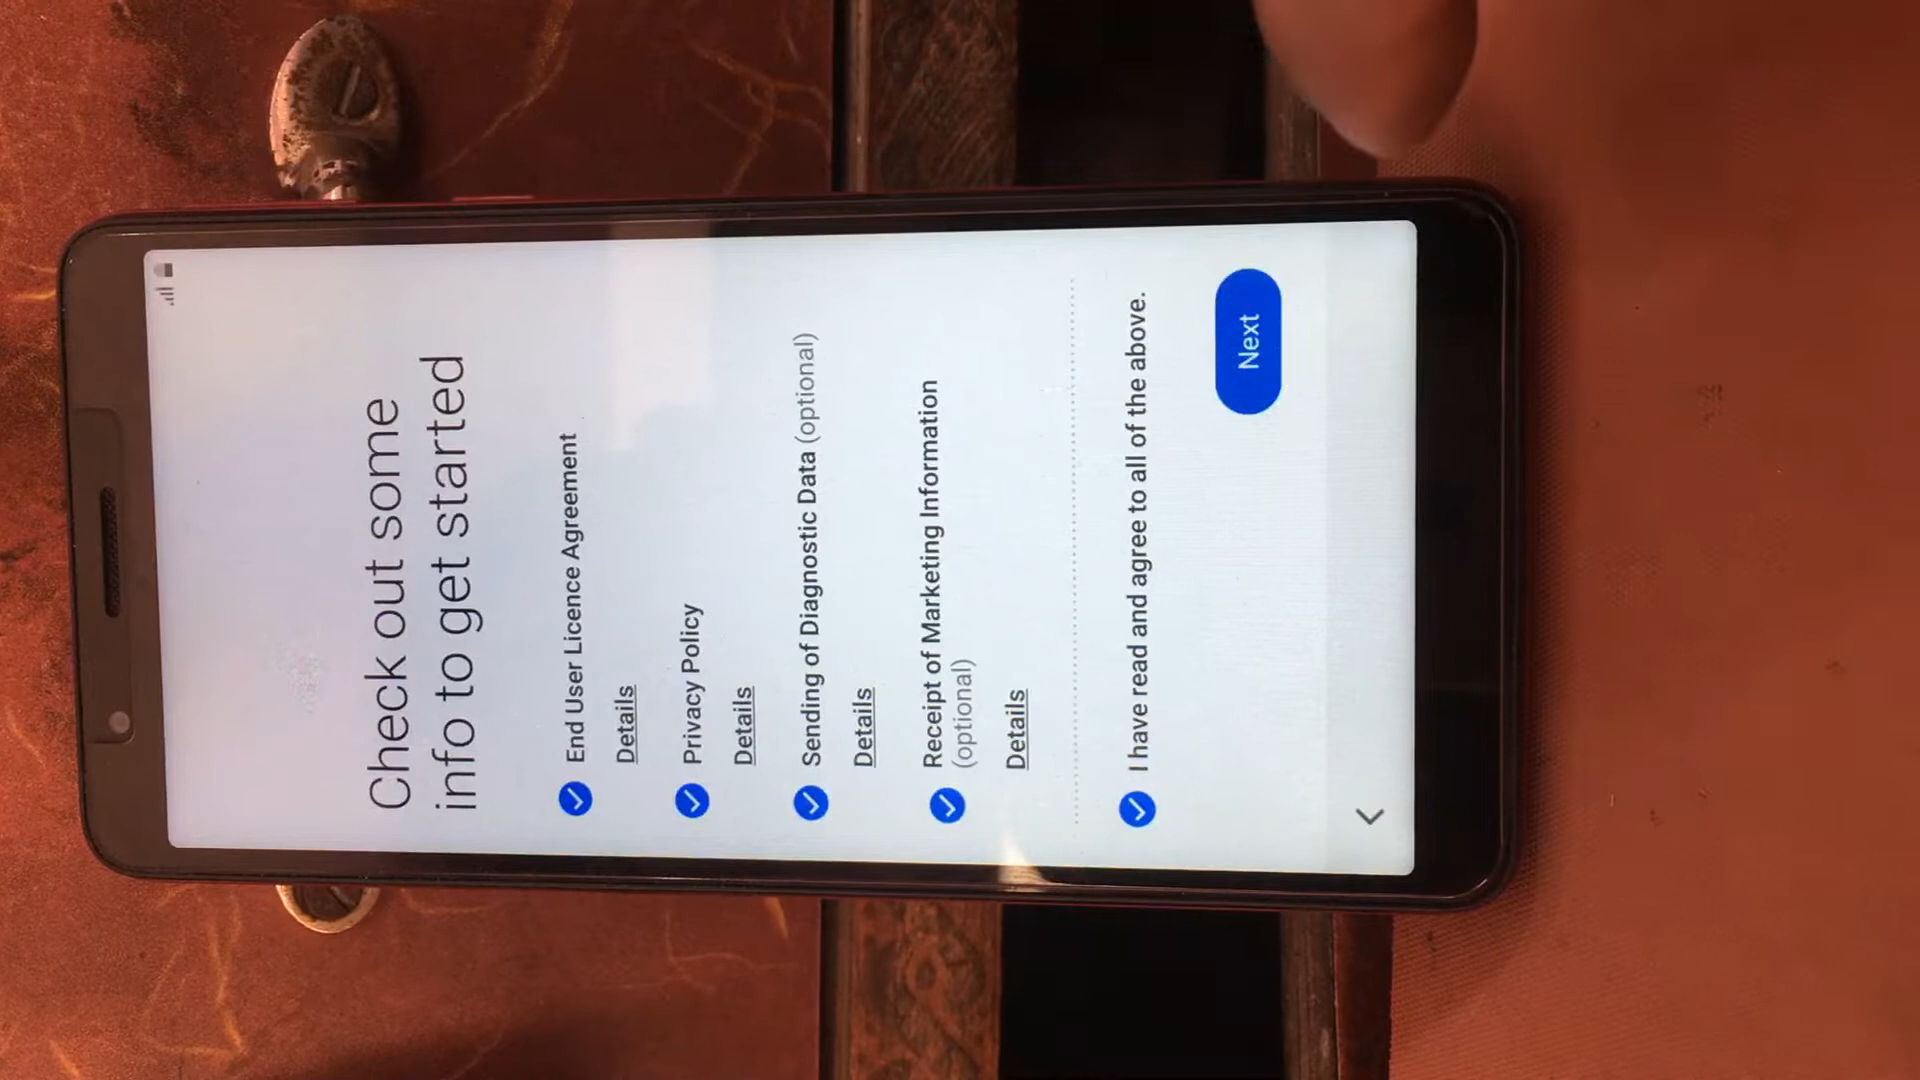 Check out some
info to get started
End User Licence Agreement
Details
Privacy Policy
Details
Sending of Diagnostic Data (optional)
Details
Receipt of Marketing Information
(optional)
Details
I have read and agree to all of the above.
Next